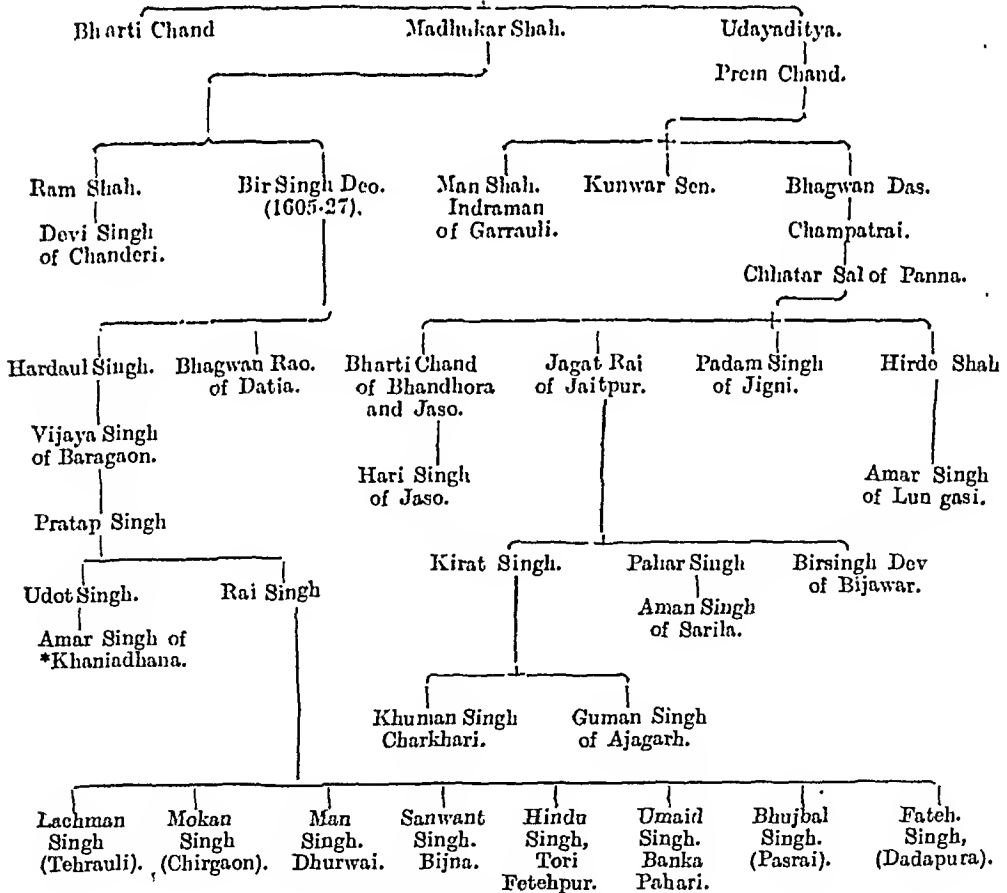 Bharti Chand Madhukar Shah. Udayaditya.
Prem Chand.
Ram Shah. Bir Singh Deo. Man Shah. Kunwar Sen. Bhagwan Das.
(1605-27). Indraman
Devi Singh of Garrauli. Champatrai.
of Chanderi.
Chhatar Sal of Panna.
Hardaul Singh. Bhagwan Rao. Bharti Chand Jagat Rai Padam Singh Hirde Shah
of Datia. of Bhandhora of Jaitpur. of Jigni.
and Jaso.
Vijaya Singh
of Baragaon.
Hari Singh Amar Singh
of Jaso. of Lun gasi.
Pratap Singh
Kirat Singh. Pahar Singh Birsingh Dev
of Bijawar.
Udot Singh. Rai Singh
Aman Singh
of Sarila.
Amar Singh of
*Khaniadhana.
Khuman Singh Guman Singh
Charkhari. of Ajagarh.
Lachman Mokan Man Sanwant Hindu Umaid Bhujbal Fateh.
Singh Singh Singh. Singh. Singh, Singh. Singh. Singh,
(Tehrauli). (Chirgaon). Dhurwai. Bijna. Tori Banka (Pasrai). (Dadapura).
Fetehpur. Pahari.